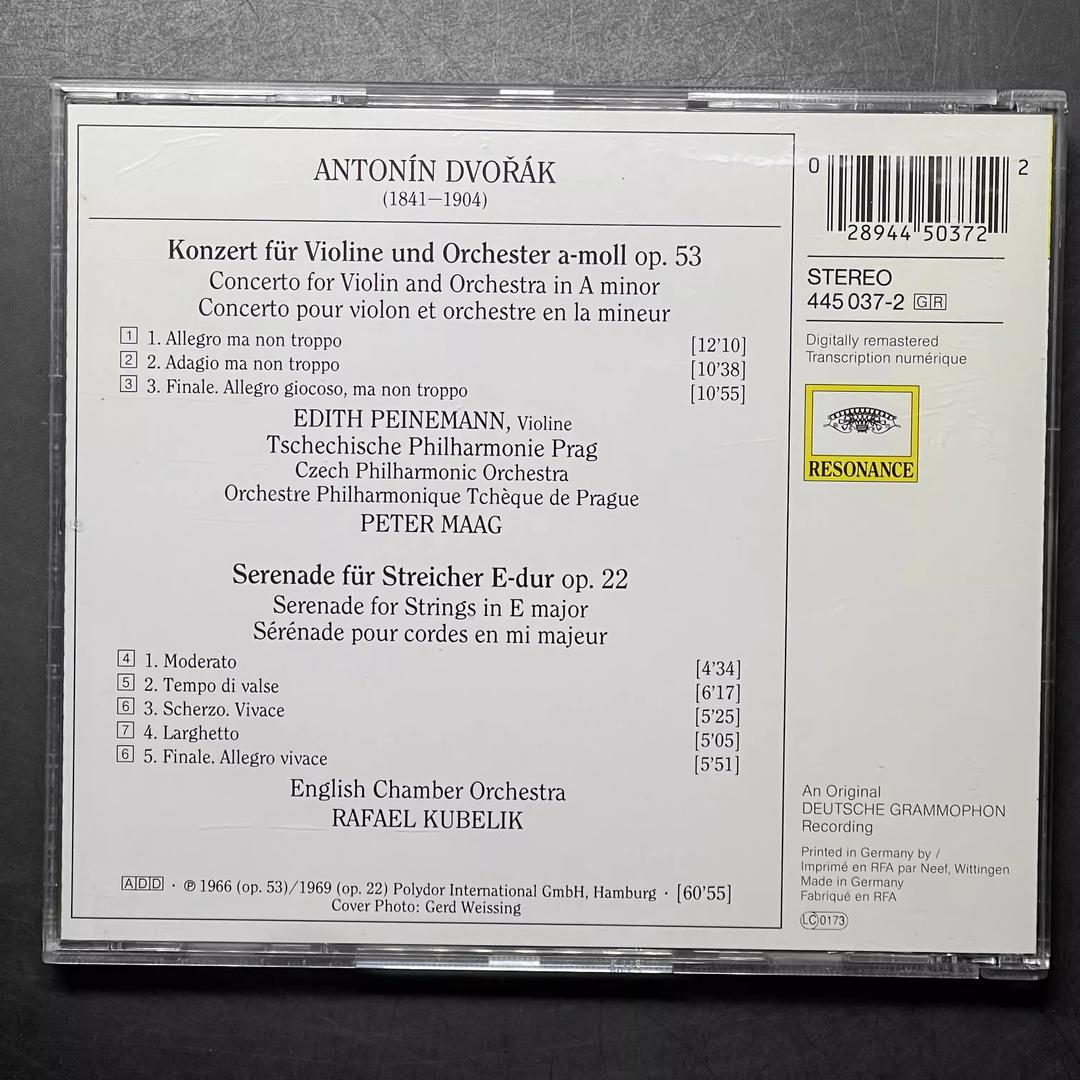 ANTONÍN DVOŘÁK
(1841–1904)
Konzert für Violine und Orchester a-moll op. 53
Concerto for Violin and Orchestra in A minor
Concerto pour violon et orchestre en la mineur
1 1. Allegro ma non troppo [12'10]
2 2. Adagio ma non troppo [10'38]
3 3. Finale. Allegro giocoso, ma non troppo [10'55]
EDITH PEINEMANN, Violine
Tschechische Philharmonie Prag
Czech Philharmonic Orchestra
Orchestre Philharmonique Tchèque de Prague
PETER MAAG
Serenade für Streicher E-dur op. 22
Serenade for Strings in E major
Sérénade pour cordes en mi majeur
4 1. Moderato [4'34]
5 2. Tempo di valse [6'17]
6 3. Scherzo. Vivace [5'25]
7 4. Larghetto [5'05]
6 5. Finale. Allegro vivace [5'51]
English Chamber Orchestra
RAFAEL KUBELIK
ADD · ℗ 1966 (op. 53)/1969 (op. 22) Polydor International GmbH, Hamburg · [60'55]
Cover Photo: Gerd Weissing
0 28944 50372 2
STEREO
445 037-2 GR
Digitally remastered
Transcription numérique
RESONANCE
An Original
DEUTSCHE GRAMMOPHON
Recording
Printed in Germany by /
Imprimé en RFA par Neef, Wittingen
Made in Germany
Fabriqué en RFA
LC 0173